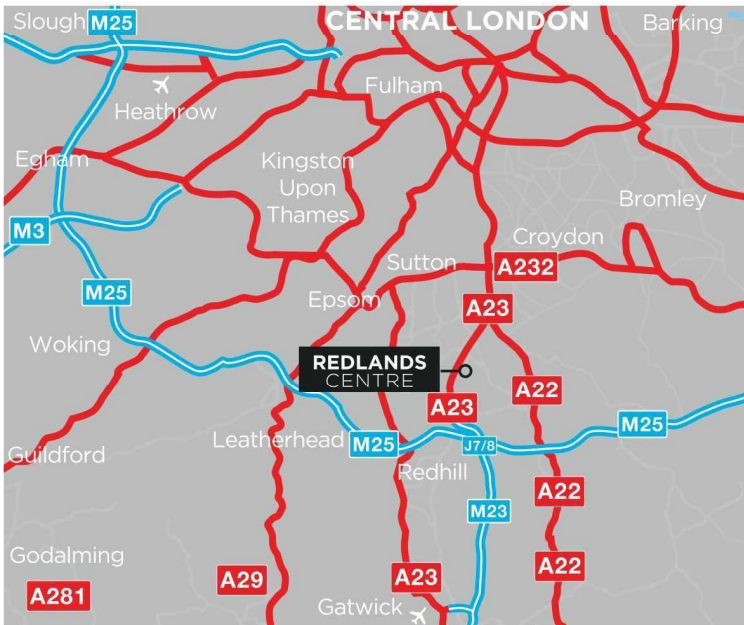 Slough
M25
CENTRAL LONDON
Barking
Heathrow
Fulham
Egham
Kingston
Upon
Thames
Bromley
M3
Croydon
Sutton
A232
M25
Epsom
A23
Woking
REDLANDS
CENTRE
A22
A23
M25
Leatherhead
M25
J7/8
Guildford
Redhill
A22
M23
Godalming
A29
A23
A22
A281
Gatwick